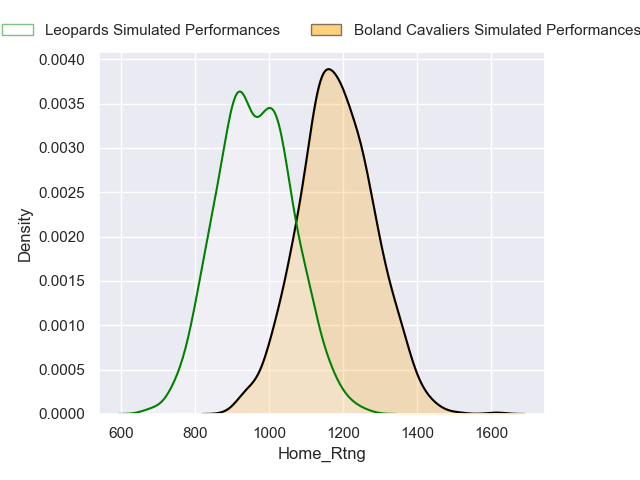 Leopards Simulated Performances
Boland Cavaliers Simulated Performances
0.0040
0.0035
0.0030
0.0025
0.0020
0.0015
0.0010
0.0005
0.0000
Density
600 800 1000 1200 1400 1600
Home_Rtng